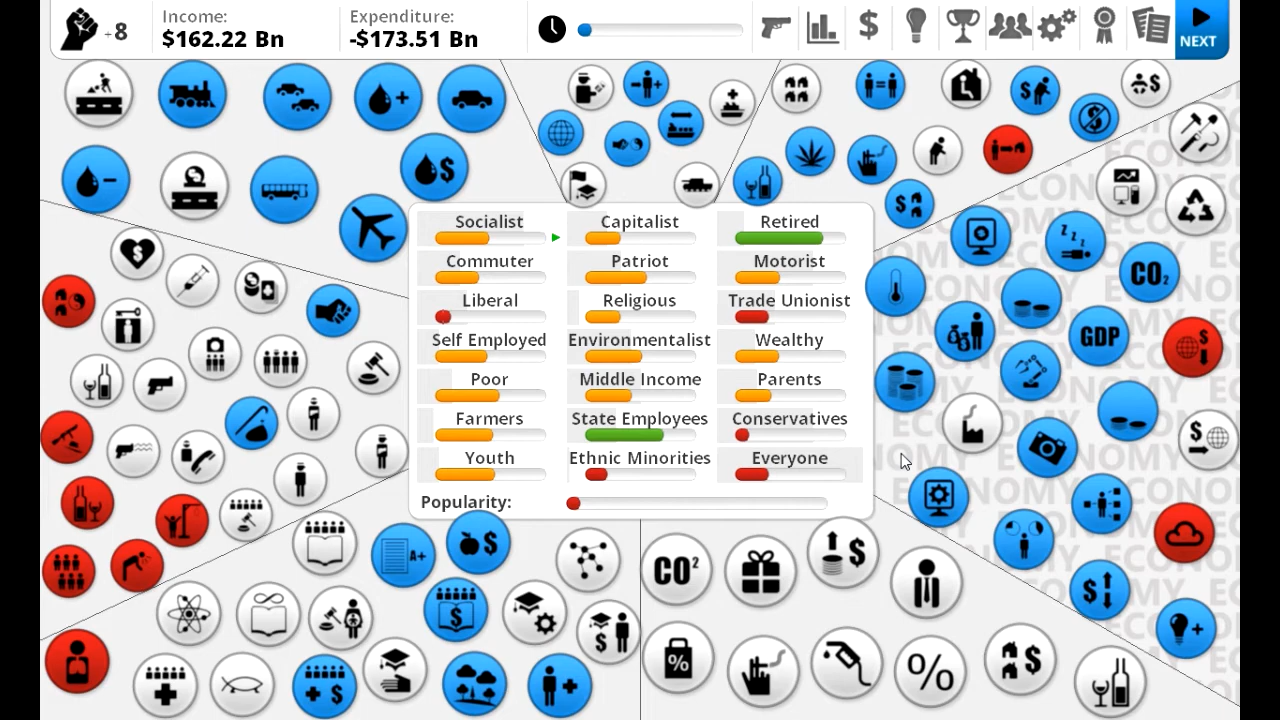 +8
Income:
$162.22 Bn
Expenditure:
-$173.51 Bn
$
NEXT
Socialist
Capitalist
Retired
Commuter
Patriot
Motorist
Liberal
Religious
Trade Unionist
Self Employed
Environmentalist
Wealthy
Poor
Middle Income
Parents
Farmers
State Employees
Conservatives
Youth
Ethnic Minorities
Everyone
Popularity:
ECONOMY
CO²
GDP
A+
CO²
%
%